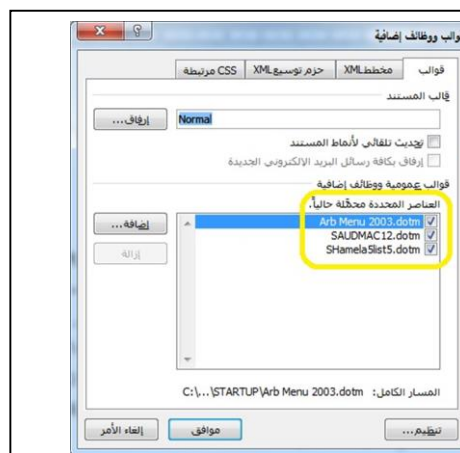 والب ووظائف إضافية
قوالب مخطط XML حزم توسيع XML CSS مرتبطة
قالب المستند
Normal إرفاق...
تحديث تلقائي لأنماط المستند
إرفاق بكافة رسائل البريد الإلكتروني الجديدة
قوالب عمومية ووظائف إضافية
العناصر المحددة محمّلة حالياً.
Arb Menu 2003.dotm إضافة...
SAUDMAC12.dotm
SHamela5list5.dotm إزالة
المسار الكامل: C:\...\STARTUP\Arb Menu 2003.dotm
تنظيم... موافق إلغاء الأمر